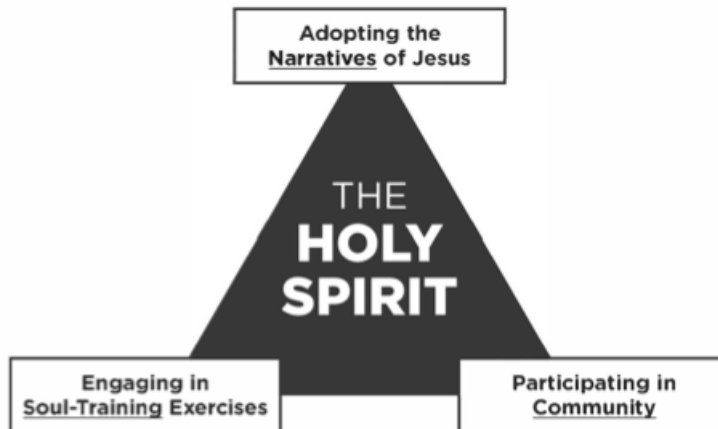 Adopting the
Narratives of Jesus
THE
HOLY
SPIRIT
Engaging in
Soul-Training Exercises
Participating in
Community